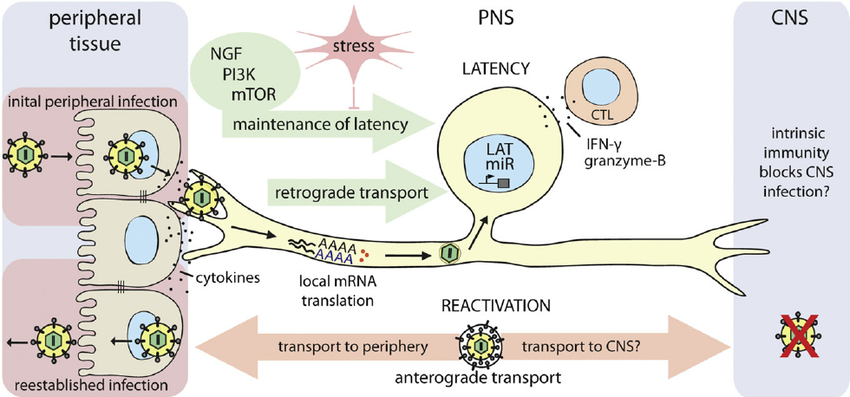 peripheral
tissue
PNS
CNS
NGF
PI3K
mTOR
stress
LATENCY
CTL
inital peripheral infection
maintenance of latency
IFN-γ
granzyme-B
LAT
miR
intrinsic
immunity
blocks CNS
infection?
retrograde transport
AAAA
AAAA
cytokines
local mRNA
translation
REACTIVATION
transport to periphery
transport to CNS?
anterograde transport
reestablished infection